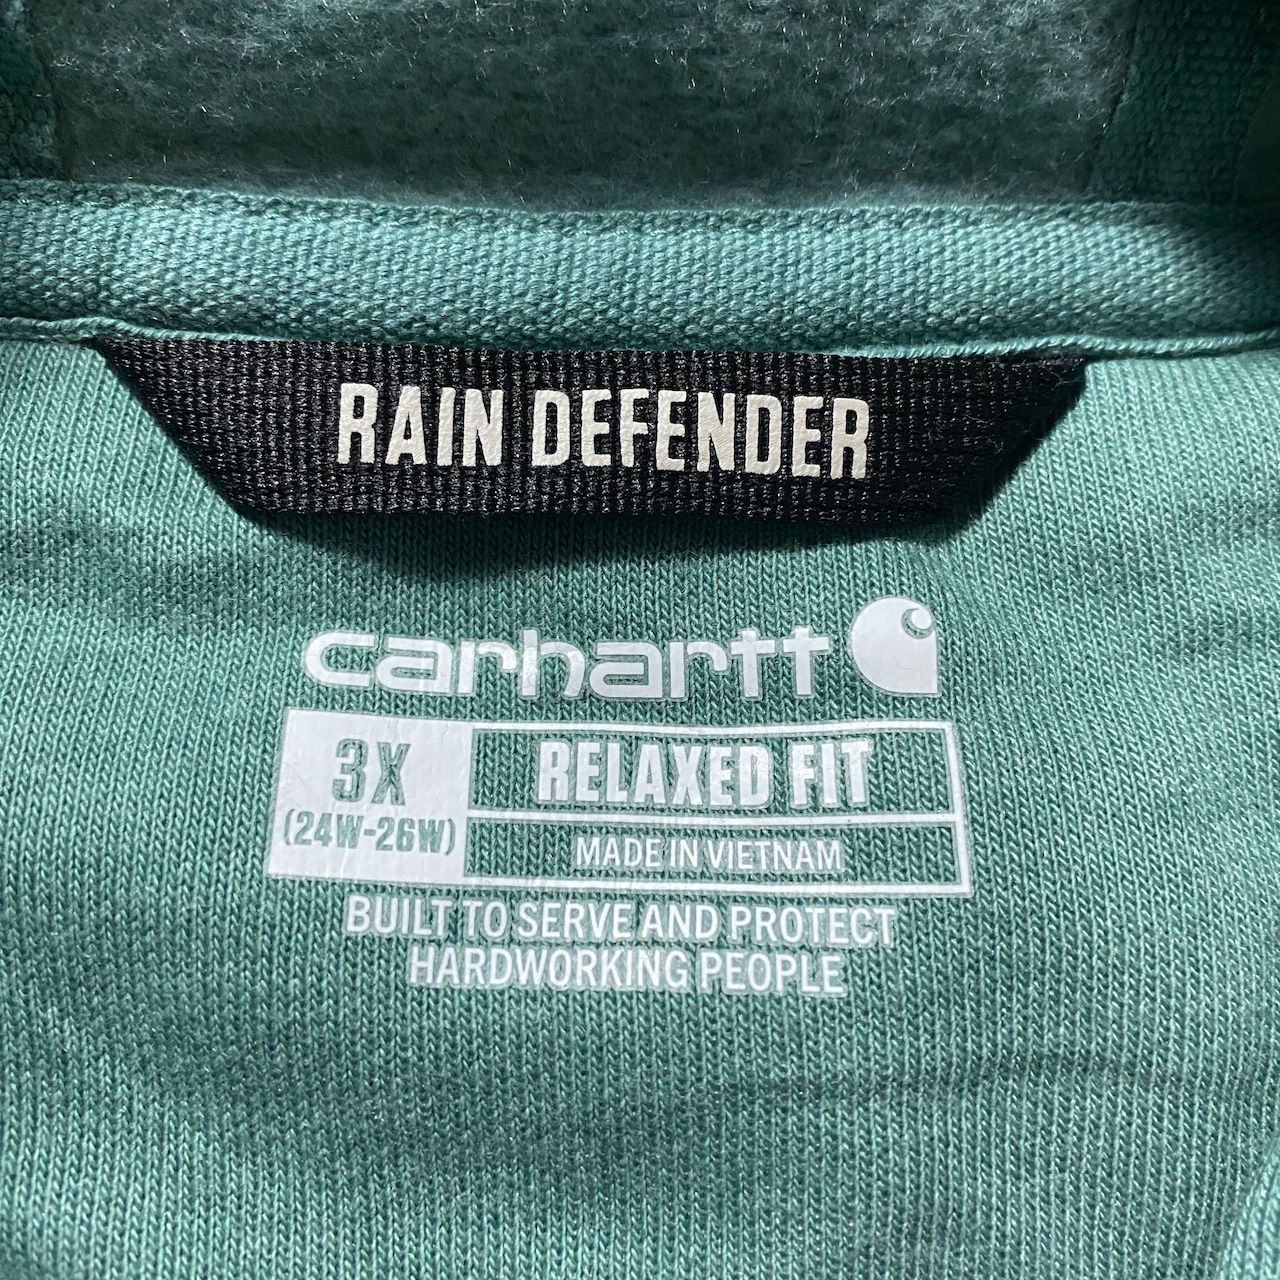 RAIN DEFENDER
carhartt
3X
(24W-26W)
RELAXED FIT
MADE IN VIETNAM
BUILT TO SERVE AND PROTECT
HARDWORKING PEOPLE